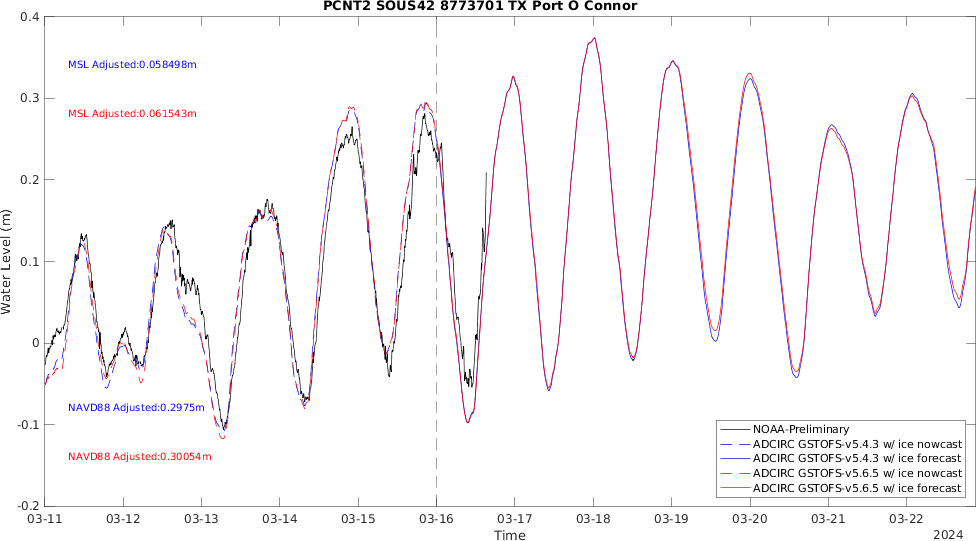 PCNT2 SOUS42 8773701 TX Port O Connor
0.4
0.3
0.2
0.1
0
-0.1
-0.2
Water Level (m)
MSL Adjusted:0.058498m
MSL Adjusted:0.061543m
NAVD88 Adjusted:0.2975m
NAVD88 Adjusted:0.30054m
NOAA-Preliminary
ADCIRC GSTOFS-v5.4.3 w/ ice nowcast
ADCIRC GSTOFS-v5.4.3 w/ ice forecast
ADCIRC GSTOFS-v5.6.5 w/ ice nowcast
ADCIRC GSTOFS-v5.6.5 w/ ice forecast
03-11 03-12 03-13 03-14 03-15 03-16 03-17 03-18 03-19 03-20 03-21 03-22
Time
2024